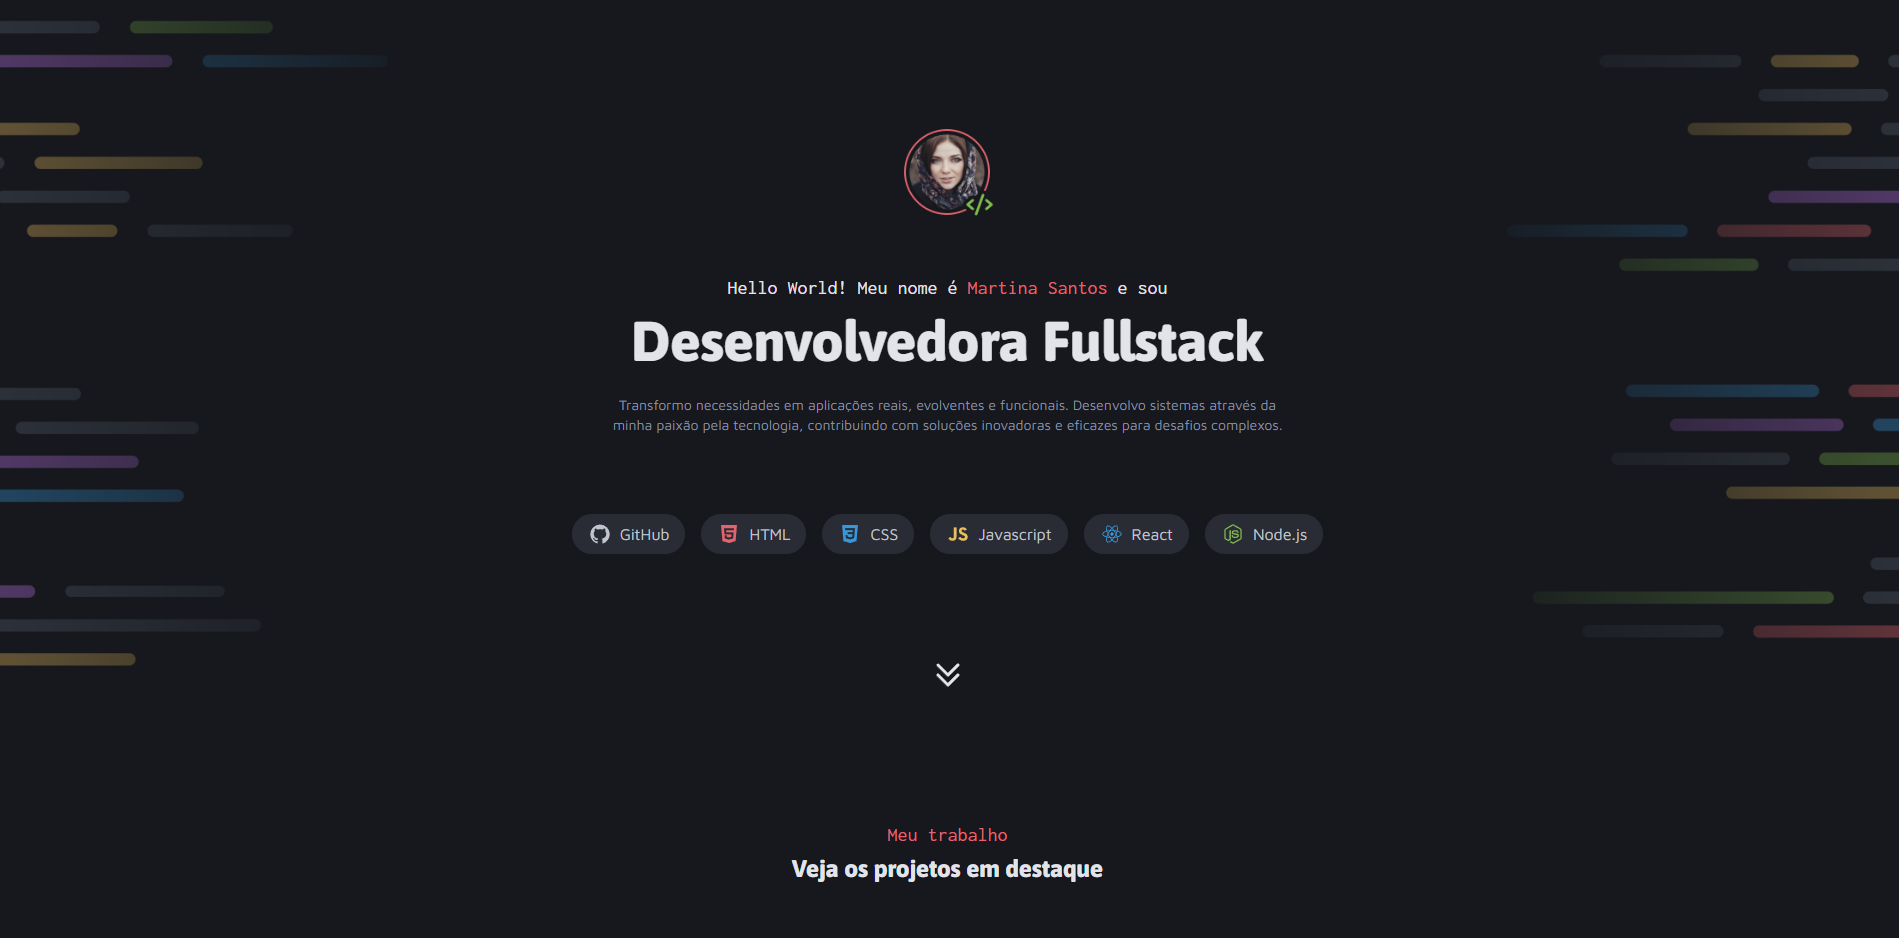 Hello World! Meu nome é Martina Santos e sou
Desenvolvedora Fullstack
Transformo necessidades em aplicações reais, evolventes e funcionais. Desenvolvo sistemas através da
minha paixão pela tecnologia, contribuindo com soluções inovadoras e eficazes para desafios complexos.
GitHub HTML CSS JS Javascript React JS Node.js
Meu trabalho
Veja os projetos em destaque